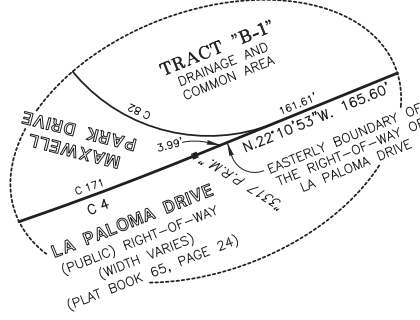 TRACT "B-1"
DRAINAGE AND
COMMON AREA
C 82
MAXWELL
PARK DRIVE
3.99'
161.61'
N.22°10'53"W. 165.60'
C 171
C 4
"3317 P.R.M."
EASTERLY BOUNDARY OF
THE RIGHT-OF-WAY OF
LA PALOMA DRIVE
LA PALOMA DRIVE
(PUBLIC) RIGHT-OF-WAY
(WIDTH VARIES)
(PLAT BOOK 65, PAGE 24)